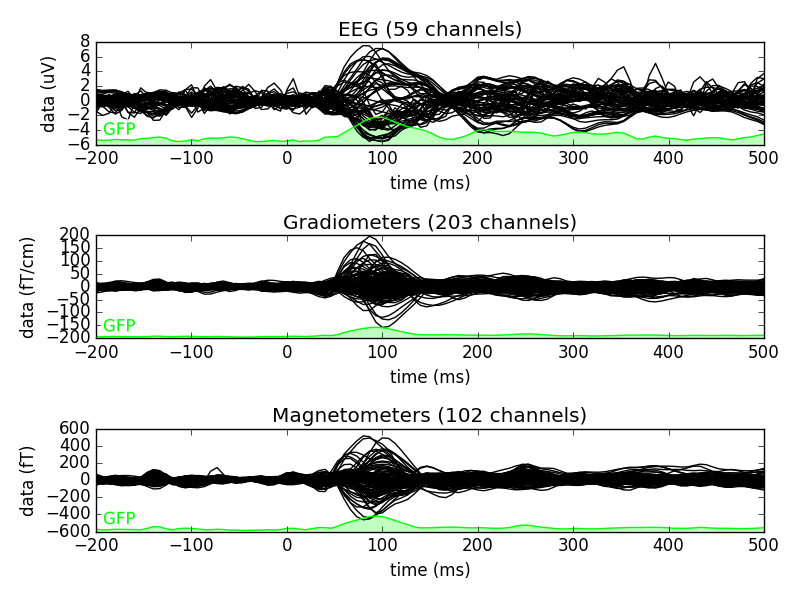 EEG (59 channels)
8
6
4
2
0
−2
−4
−6
data (uV)
GFP
−200 −100 0 100 200 300 400 500
time (ms)
Gradiometers (203 channels)
200
150
100
50
0
−50
−100
−150
−200
data (fT/cm)
GFP
−200 −100 0 100 200 300 400 500
time (ms)
Magnetometers (102 channels)
600
400
200
0
−200
−400
−600
data (fT)
GFP
−200 −100 0 100 200 300 400 500
time (ms)